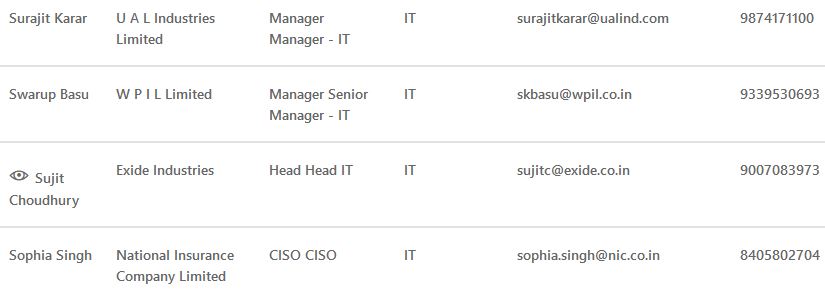 Surajit Karar U A L Industries Manager IT surajitkarar@ualind.com 9874171100
Limited Manager - IT
Swarup Basu W P I L Limited Manager Senior IT skbasu@wpil.co.in 9339530693
Manager - IT
Sujit Exide Industries Head Head IT IT sujitc@exide.co.in 9007083973
Choudhury
Sophia Singh National Insurance CISO CISO IT sophia.singh@nic.co.in 8405802704
Company Limited